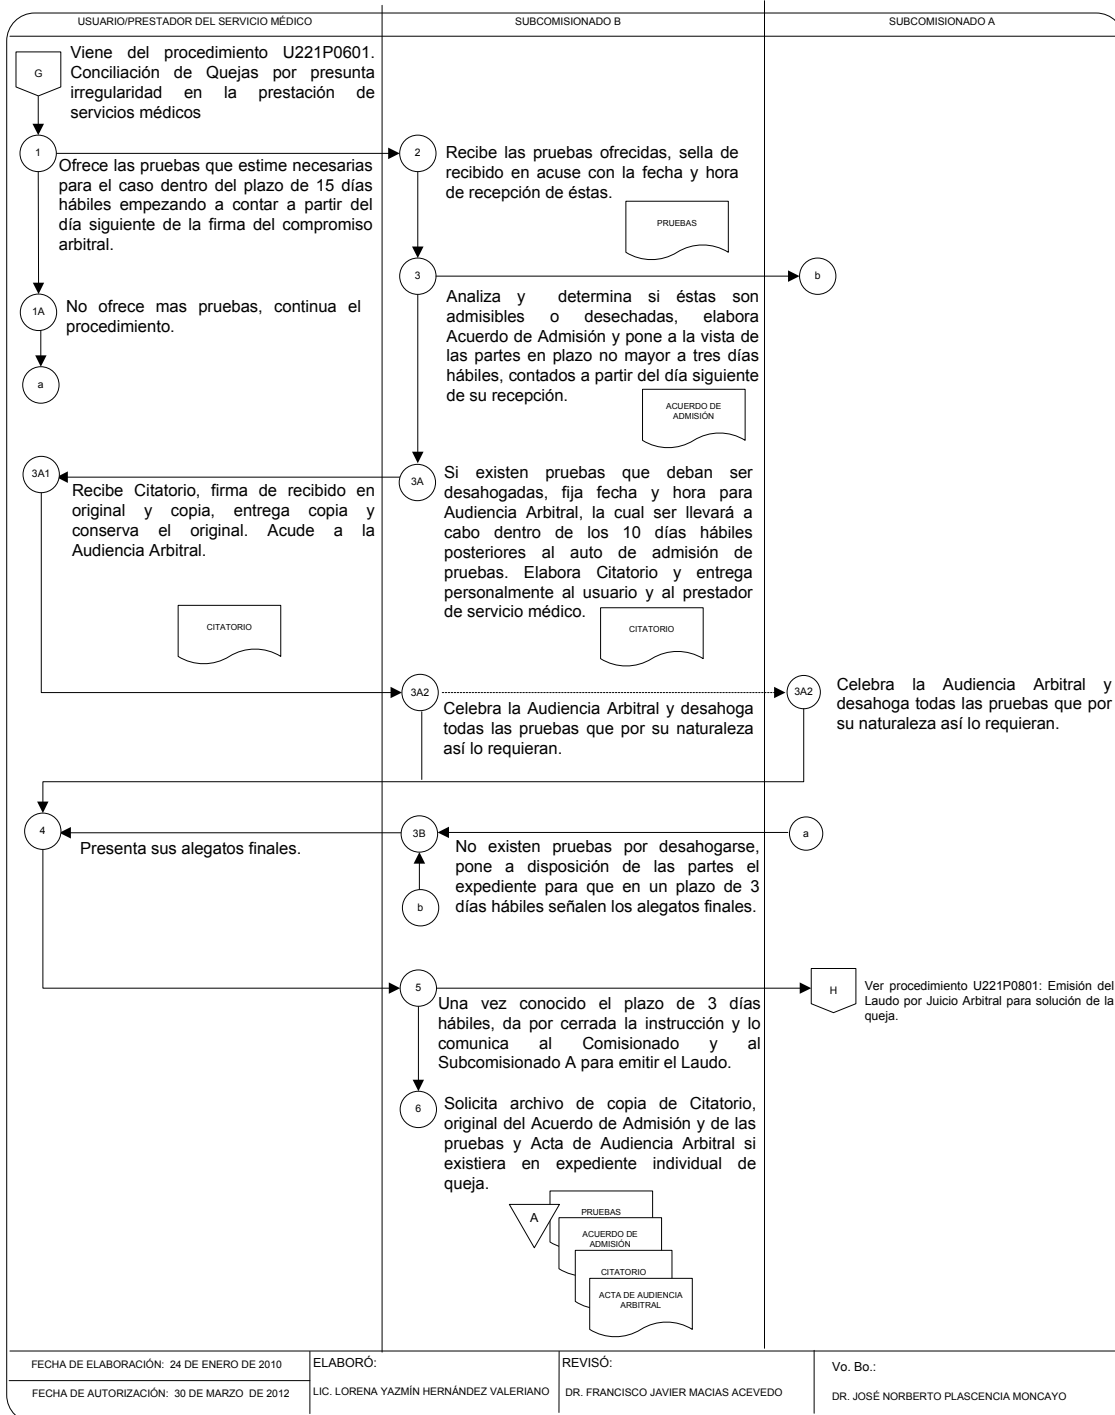 USUARIO/PRESTADOR DEL SERVICIO MÉDICO
SUBCOMISIONADO B
SUBCOMISIONADO A
G
Viene del procedimiento U221P0601.
Conciliación de Quejas por presunta
irregularidad en la prestación de
servicios médicos
1
Ofrece las pruebas que estime necesarias
para el caso dentro del plazo de 15 días
hábiles empezando a contar a partir del
día siguiente de la firma del compromiso
arbitral.
2
Recibe las pruebas ofrecidas, sella de
recibido en acuse con la fecha y hora
de recepción de éstas.
PRUEBAS
1A
No ofrece mas pruebas, continua el
procedimiento.
a
3
b
Analiza y determina si éstas son
admisibles o desechadas, elabora
Acuerdo de Admisión y pone a la vista de
las partes en plazo no mayor a tres días
hábiles, contados a partir del día siguiente
de su recepción.
ACUERDO DE
ADMISIÓN
3A
Si existen pruebas que deban ser
desahogadas, fija fecha y hora para
Audiencia Arbitral, la cual ser llevará a
cabo dentro de los 10 días hábiles
posteriores al auto de admisión de
pruebas. Elabora Citatorio y entrega
personalmente al usuario y al prestador
de servicio médico.
CITATORIO
3A1
Recibe Citatorio, firma de recibido en
original y copia, entrega copia y
conserva el original. Acude a la
Audiencia Arbitral.
CITATORIO
3A2
Celebra la Audiencia Arbitral y desahoga
todas las pruebas que por su naturaleza
así lo requieran.
3A2
Celebra la Audiencia Arbitral y
desahoga todas las pruebas que por
su naturaleza así lo requieran.
4
Presenta sus alegatos finales.
3B
No existen pruebas por desahogarse,
pone a disposición de las partes el
expediente para que en un plazo de 3
días hábiles señalen los alegatos finales.
a
b
5
Una vez conocido el plazo de 3 días
hábiles, da por cerrada la instrucción y lo
comunica al Comisionado y al
Subcomisionado A para emitir el Laudo.
H
Ver procedimiento U221P0801: Emisión del
Laudo por Juicio Arbitral para solución de la
queja.
6
Solicita archivo de copia de Citatorio,
original del Acuerdo de Admisión y de las
pruebas y Acta de Audiencia Arbitral si
existiera en expediente individual de
queja.
A
PRUEBAS
ACUERDO DE
ADMISIÓN
CITATORIO
ACTA DE AUDIENCIA
ARBITRAL
FECHA DE ELABORACIÓN: 24 DE ENERO DE 2010
FECHA DE AUTORIZACIÓN: 30 DE MARZO DE 2012
ELABORÓ:
LIC. LORENA YAZMÍN HERNÁNDEZ VALERIANO
REVISÓ:
DR. FRANCISCO JAVIER MACIAS ACEVEDO
Vo. Bo.:
DR. JOSÉ NORBERTO PLASCENCIA MONCAYO